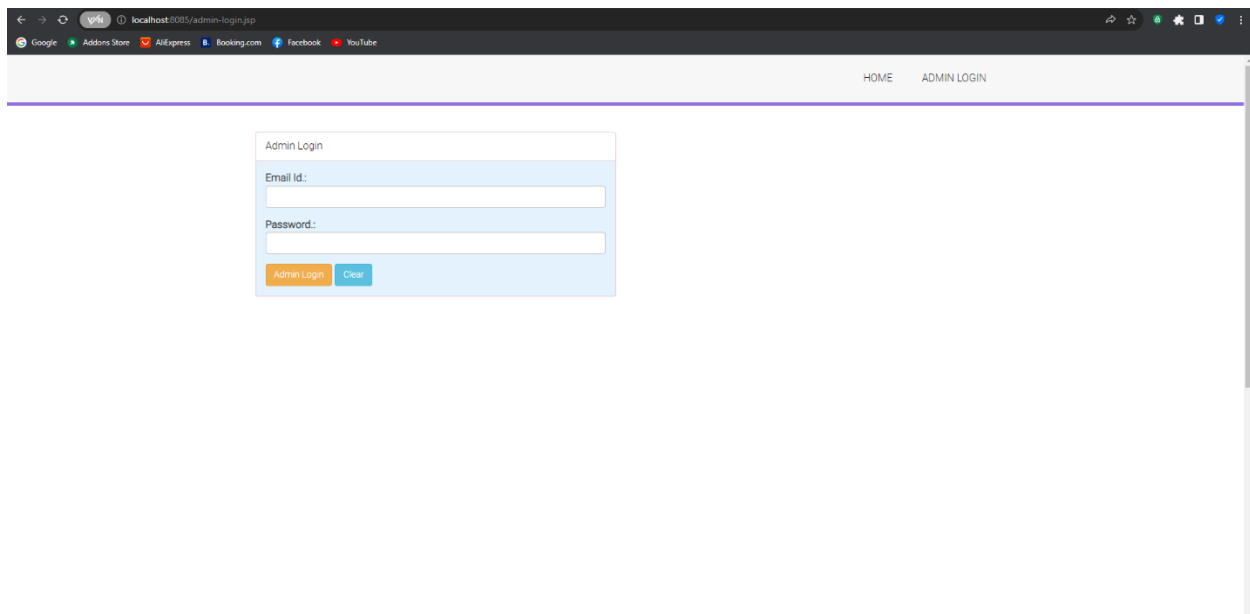 VPN localhost:8085/admin-login.jsp
Google Addons Store AliExpress B. Booking.com Facebook YouTube
HOME ADMIN LOGIN
Admin Login
Email Id.:
Password.:
Admin Login Clear